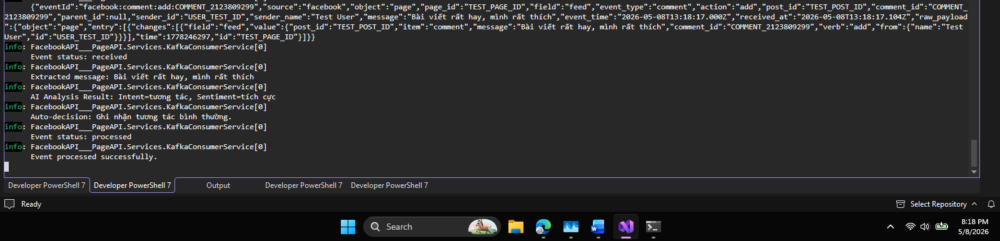 {"eventId":"facebook:comment:add:COMMENT_2123809299","source":"facebook","object":"page","page_id":"TEST_PAGE_ID","field":"feed","event_type":"comment","action":"add","post_id":"TEST_POST_ID","comment_id":"COMMENT_
2123809299","parent_id":null,"sender_id":"USER_TEST_ID","sender_name":"Test User","message":"Bài viết rất hay, mình rất thích","event_time":"2026-05-08T13:18:17.000Z","received_at":"2026-05-08T13:18:17.104Z","raw_payload
":{"object":"page","entry":[{"changes":[{"field":"feed","value":{"post_id":"TEST_POST_ID","item":"comment","message":"Bài viết rất hay, mình rất thích","comment_id":"COMMENT_2123809299","verb":"add","from":{"name":"Test
User","id":"USER_TEST_ID"}}}],"time":1778246297,"id":"TEST_PAGE_ID"}]}}
info: FacebookAPI___PageAPI.Services.KafkaConsumerService[0]
Event status: received
info: FacebookAPI___PageAPI.Services.KafkaConsumerService[0]
Extracted message: Bài viết rất hay, mình rất thích
info: FacebookAPI___PageAPI.Services.KafkaConsumerService[0]
AI Analysis Result: Intent=tương tác, Sentiment=tích cực
info: FacebookAPI___PageAPI.Services.KafkaConsumerService[0]
Auto-decision: Ghi nhận tương tác bình thường.
info: FacebookAPI___PageAPI.Services.KafkaConsumerService[0]
Event status: processed
info: FacebookAPI___PageAPI.Services.KafkaConsumerService[0]
Event processed successfully.
Developer PowerShell 7 Developer PowerShell 7 Output Developer PowerShell 7 Developer PowerShell 7
Ready Select Repository
Search
8:18 PM
5/8/2026